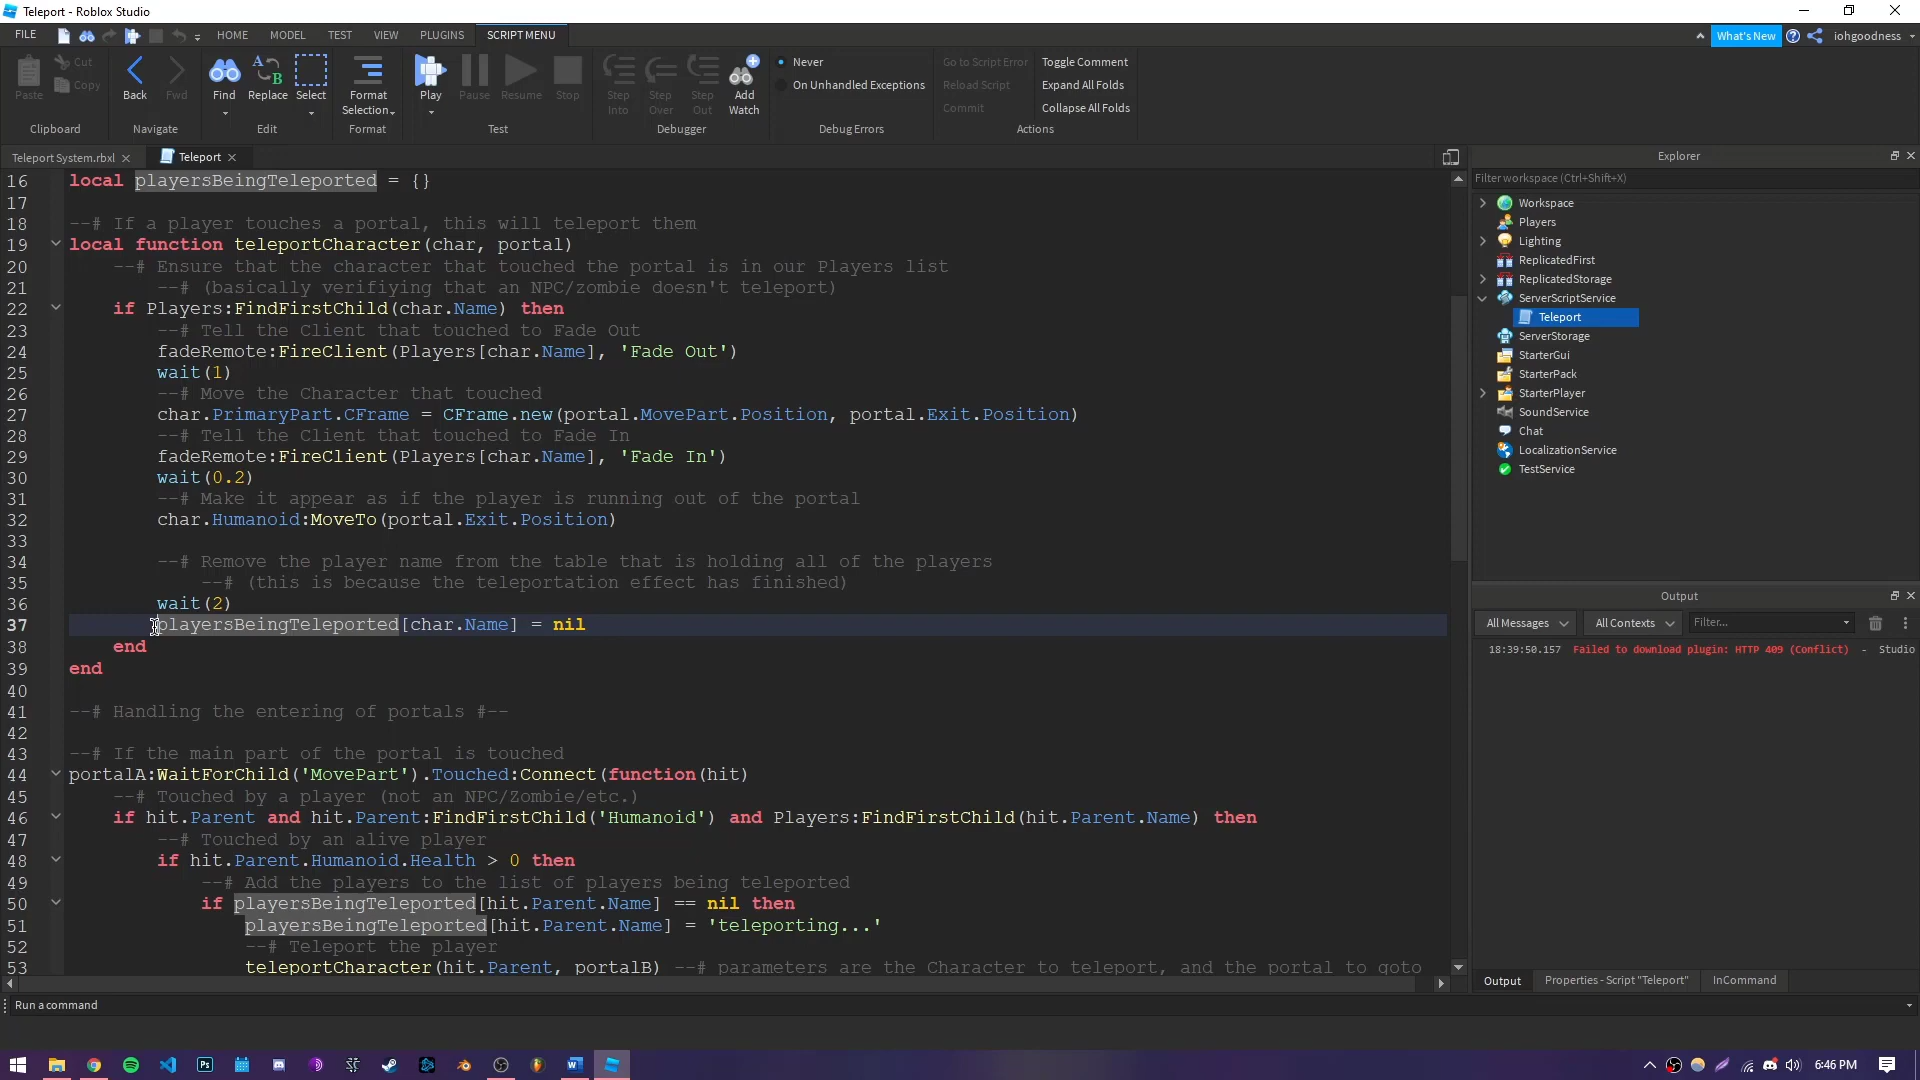 Teleport - Roblox Studio
FILE
HOME
MODEL
TEST
VIEW
PLUGINS
SCRIPT MENU
What's New
iohgoodness
Paste
Cut
Copy
Clipboard
Back
Fwd
Navigate
Find
Replace
Select
Edit
Format
Selection
Format
Play
Pause
Resume
Stop
Test
Step
Into
Step
Over
Step
Out
Add
Watch
Debugger
Never
On Unhandled Exceptions
Debug Errors
Go to Script Error
Reload Script
Commit
Toggle Comment
Expand All Folds
Collapse All Folds
Actions
Teleport System.rbxl
Teleport
16 local playersBeingTeleported = {}
17
18 --# If a player touches a portal, this will teleport them
19 local function teleportCharacter(char, portal)
20 --# Ensure that the character that touched the portal is in our Players list
21 --# (basically verifiying that an NPC/zombie doesn't teleport)
22 if Players:FindFirstChild(char.Name) then
23 --# Tell the Client that touched to Fade Out
24 fadeRemote:FireClient(Players[char.Name], 'Fade Out')
25 wait(1)
26 --# Move the Character that touched
27 char.PrimaryPart.CFrame = CFrame.new(portal.MovePart.Position, portal.Exit.Position)
28 --# Tell the Client that touched to Fade In
29 fadeRemote:FireClient(Players[char.Name], 'Fade In')
30 wait(0.2)
31 --# Make it appear as if the player is running out of the portal
32 char.Humanoid:MoveTo(portal.Exit.Position)
33
34 --# Remove the player name from the table that is holding all of the players
35 --# (this is because the teleportation effect has finished)
36 wait(2)
37 playersBeingTeleported[char.Name] = nil
38 end
39 end
40
41 --# Handling the entering of portals #--
42
43 --# If the main part of the portal is touched
44 portalA:WaitForChild('MovePart').Touched:Connect(function(hit)
45 --# Touched by a player (not an NPC/Zombie/etc.)
46 if hit.Parent and hit.Parent:FindFirstChild('Humanoid') and Players:FindFirstChild(hit.Parent.Name) then
47 --# Touched by an alive player
48 if hit.Parent.Humanoid.Health > 0 then
49 --# Add the players to the list of players being teleported
50 if playersBeingTeleported[hit.Parent.Name] == nil then
51 playersBeingTeleported[hit.Parent.Name] = 'teleporting...'
52 --# Teleport the player
53 teleportCharacter(hit.Parent, portalB) --# parameters are the Character to teleport, and the portal to goto
Explorer
Filter workspace (Ctrl+Shift+X)
Workspace
Players
Lighting
ReplicatedFirst
ReplicatedStorage
ServerScriptService
Teleport
ServerStorage
StarterGui
StarterPack
StarterPlayer
SoundService
Chat
LocalizationService
TestService
Output
All Messages
All Contexts
Filter...
18:39:50.157 Failed to download plugin: HTTP 409 (Conflict) - Studio
Output
Properties - Script "Teleport"
InCommand
Run a command
6:46 PM